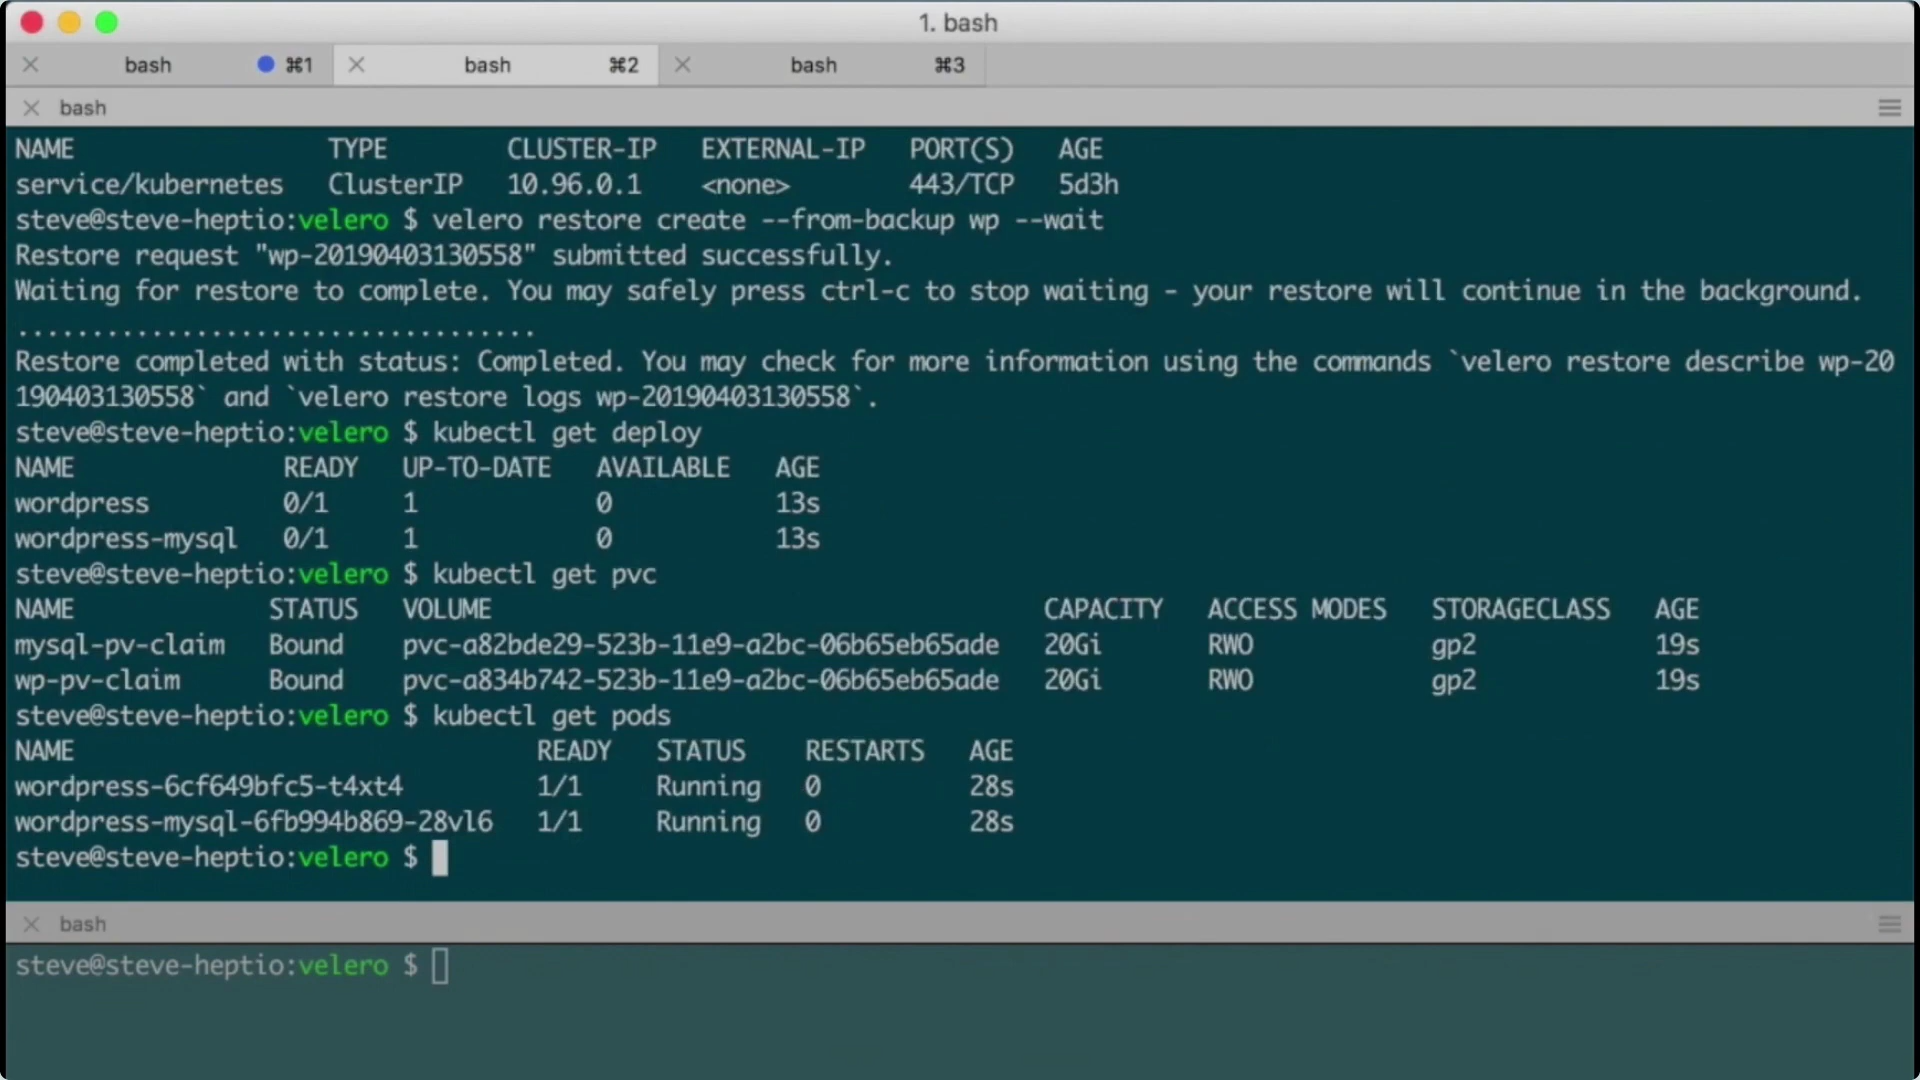 1. bash
bash ⌘1 bash ⌘2 bash ⌘3
bash
NAME TYPE CLUSTER-IP EXTERNAL-IP PORT(S) AGE
service/kubernetes ClusterIP 10.96.0.1 <none> 443/TCP 5d3h
steve@steve-heptio:velero $ velero restore create --from-backup wp --wait
Restore request "wp-20190403130558" submitted successfully.
Waiting for restore to complete. You may safely press ctrl-c to stop waiting - your restore will continue in the background.
...................................
Restore completed with status: Completed. You may check for more information using the commands `velero restore describe wp-20
190403130558` and `velero restore logs wp-20190403130558`.
steve@steve-heptio:velero $ kubectl get deploy
NAME READY UP-TO-DATE AVAILABLE AGE
wordpress 0/1 1 0 13s
wordpress-mysql 0/1 1 0 13s
steve@steve-heptio:velero $ kubectl get pvc
NAME STATUS VOLUME CAPACITY ACCESS MODES STORAGECLASS AGE
mysql-pv-claim Bound pvc-a82bde29-523b-11e9-a2bc-06b65eb65ade 20Gi RWO gp2 19s
wp-pv-claim Bound pvc-a834b742-523b-11e9-a2bc-06b65eb65ade 20Gi RWO gp2 19s
steve@steve-heptio:velero $ kubectl get pods
NAME READY STATUS RESTARTS AGE
wordpress-6cf649bfc5-t4xt4 1/1 Running 0 28s
wordpress-mysql-6fb994b869-28vl6 1/1 Running 0 28s
steve@steve-heptio:velero $
bash
steve@steve-heptio:velero $